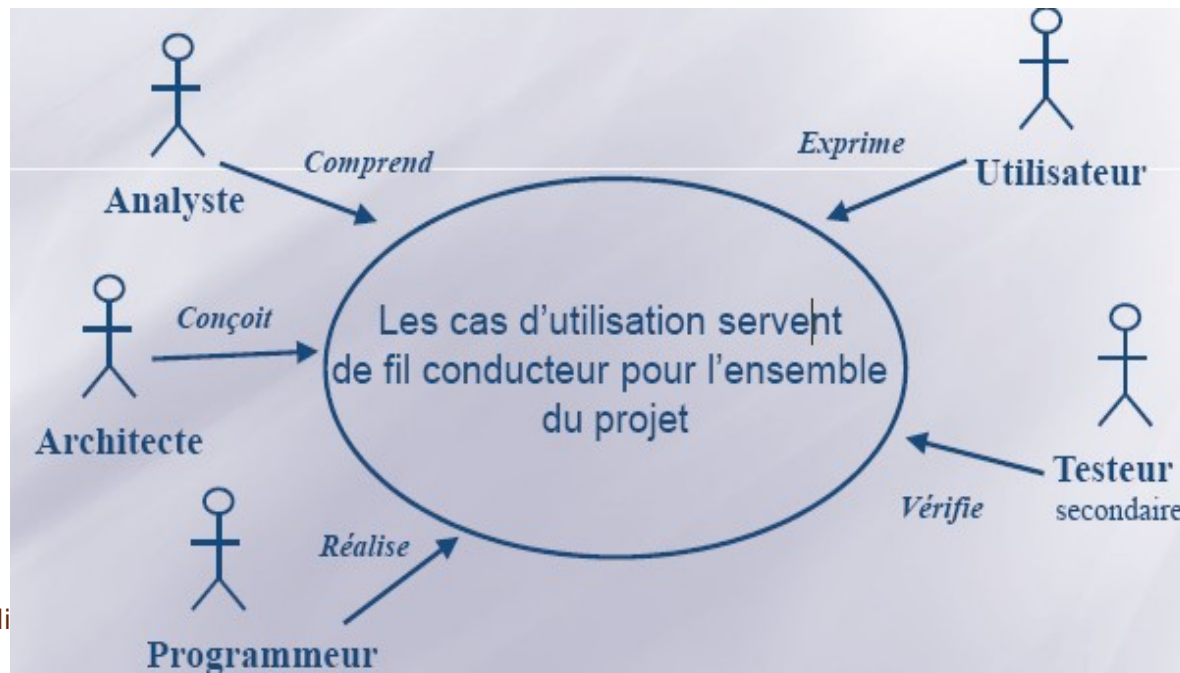 Exprime
Comprend
Utilisateur
Analyste
Conçoit
Les cas d'utilisation servent
de fil conducteur pour l'ensemble
du projet
Architecte
Testeur
secondaire
Vérifie
Réalise
Programmeur